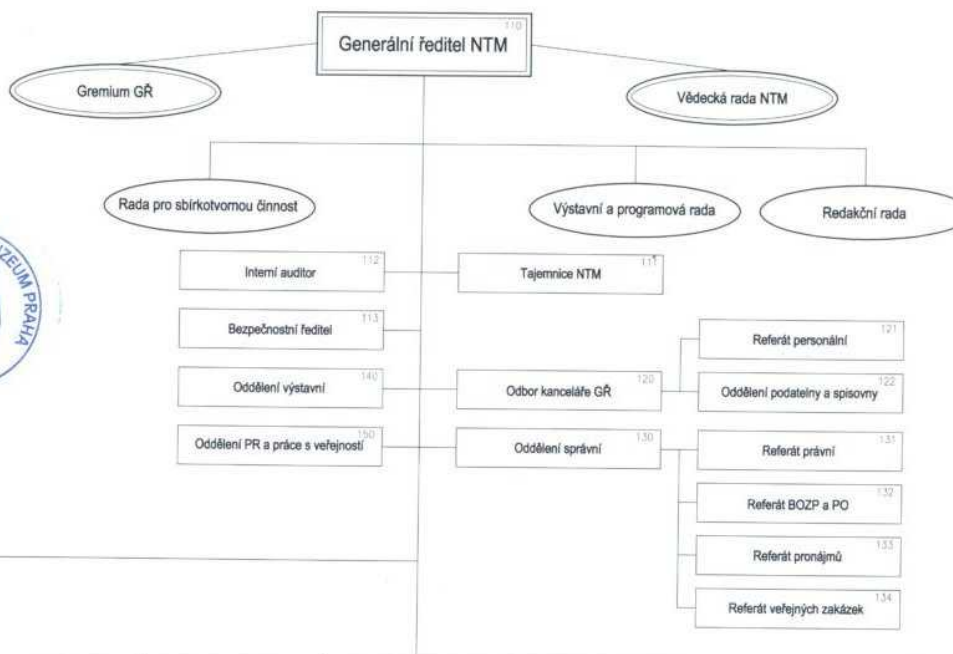 110
Generální ředitel NTM
Gremium GŘ
Vědecká rada NTM
Rada pro sbírkotvornou činnost
Výstavní a programová rada
Redakční rada
112
Interní auditor
111
Tajemnice NTM
113
Bezpečnostní ředitel
121
Referát personální
140
Oddělení výstavní
120
Odbor kanceláře GŘ
122
Oddělení podatelny a spisovny
150
Oddělení PR a práce s veřejností
130
Oddělení správní
131
Referát právní
132
Referát BOZP a PO
133
Referát pronájmů
134
Referát veřejných zakázek
PRAHA